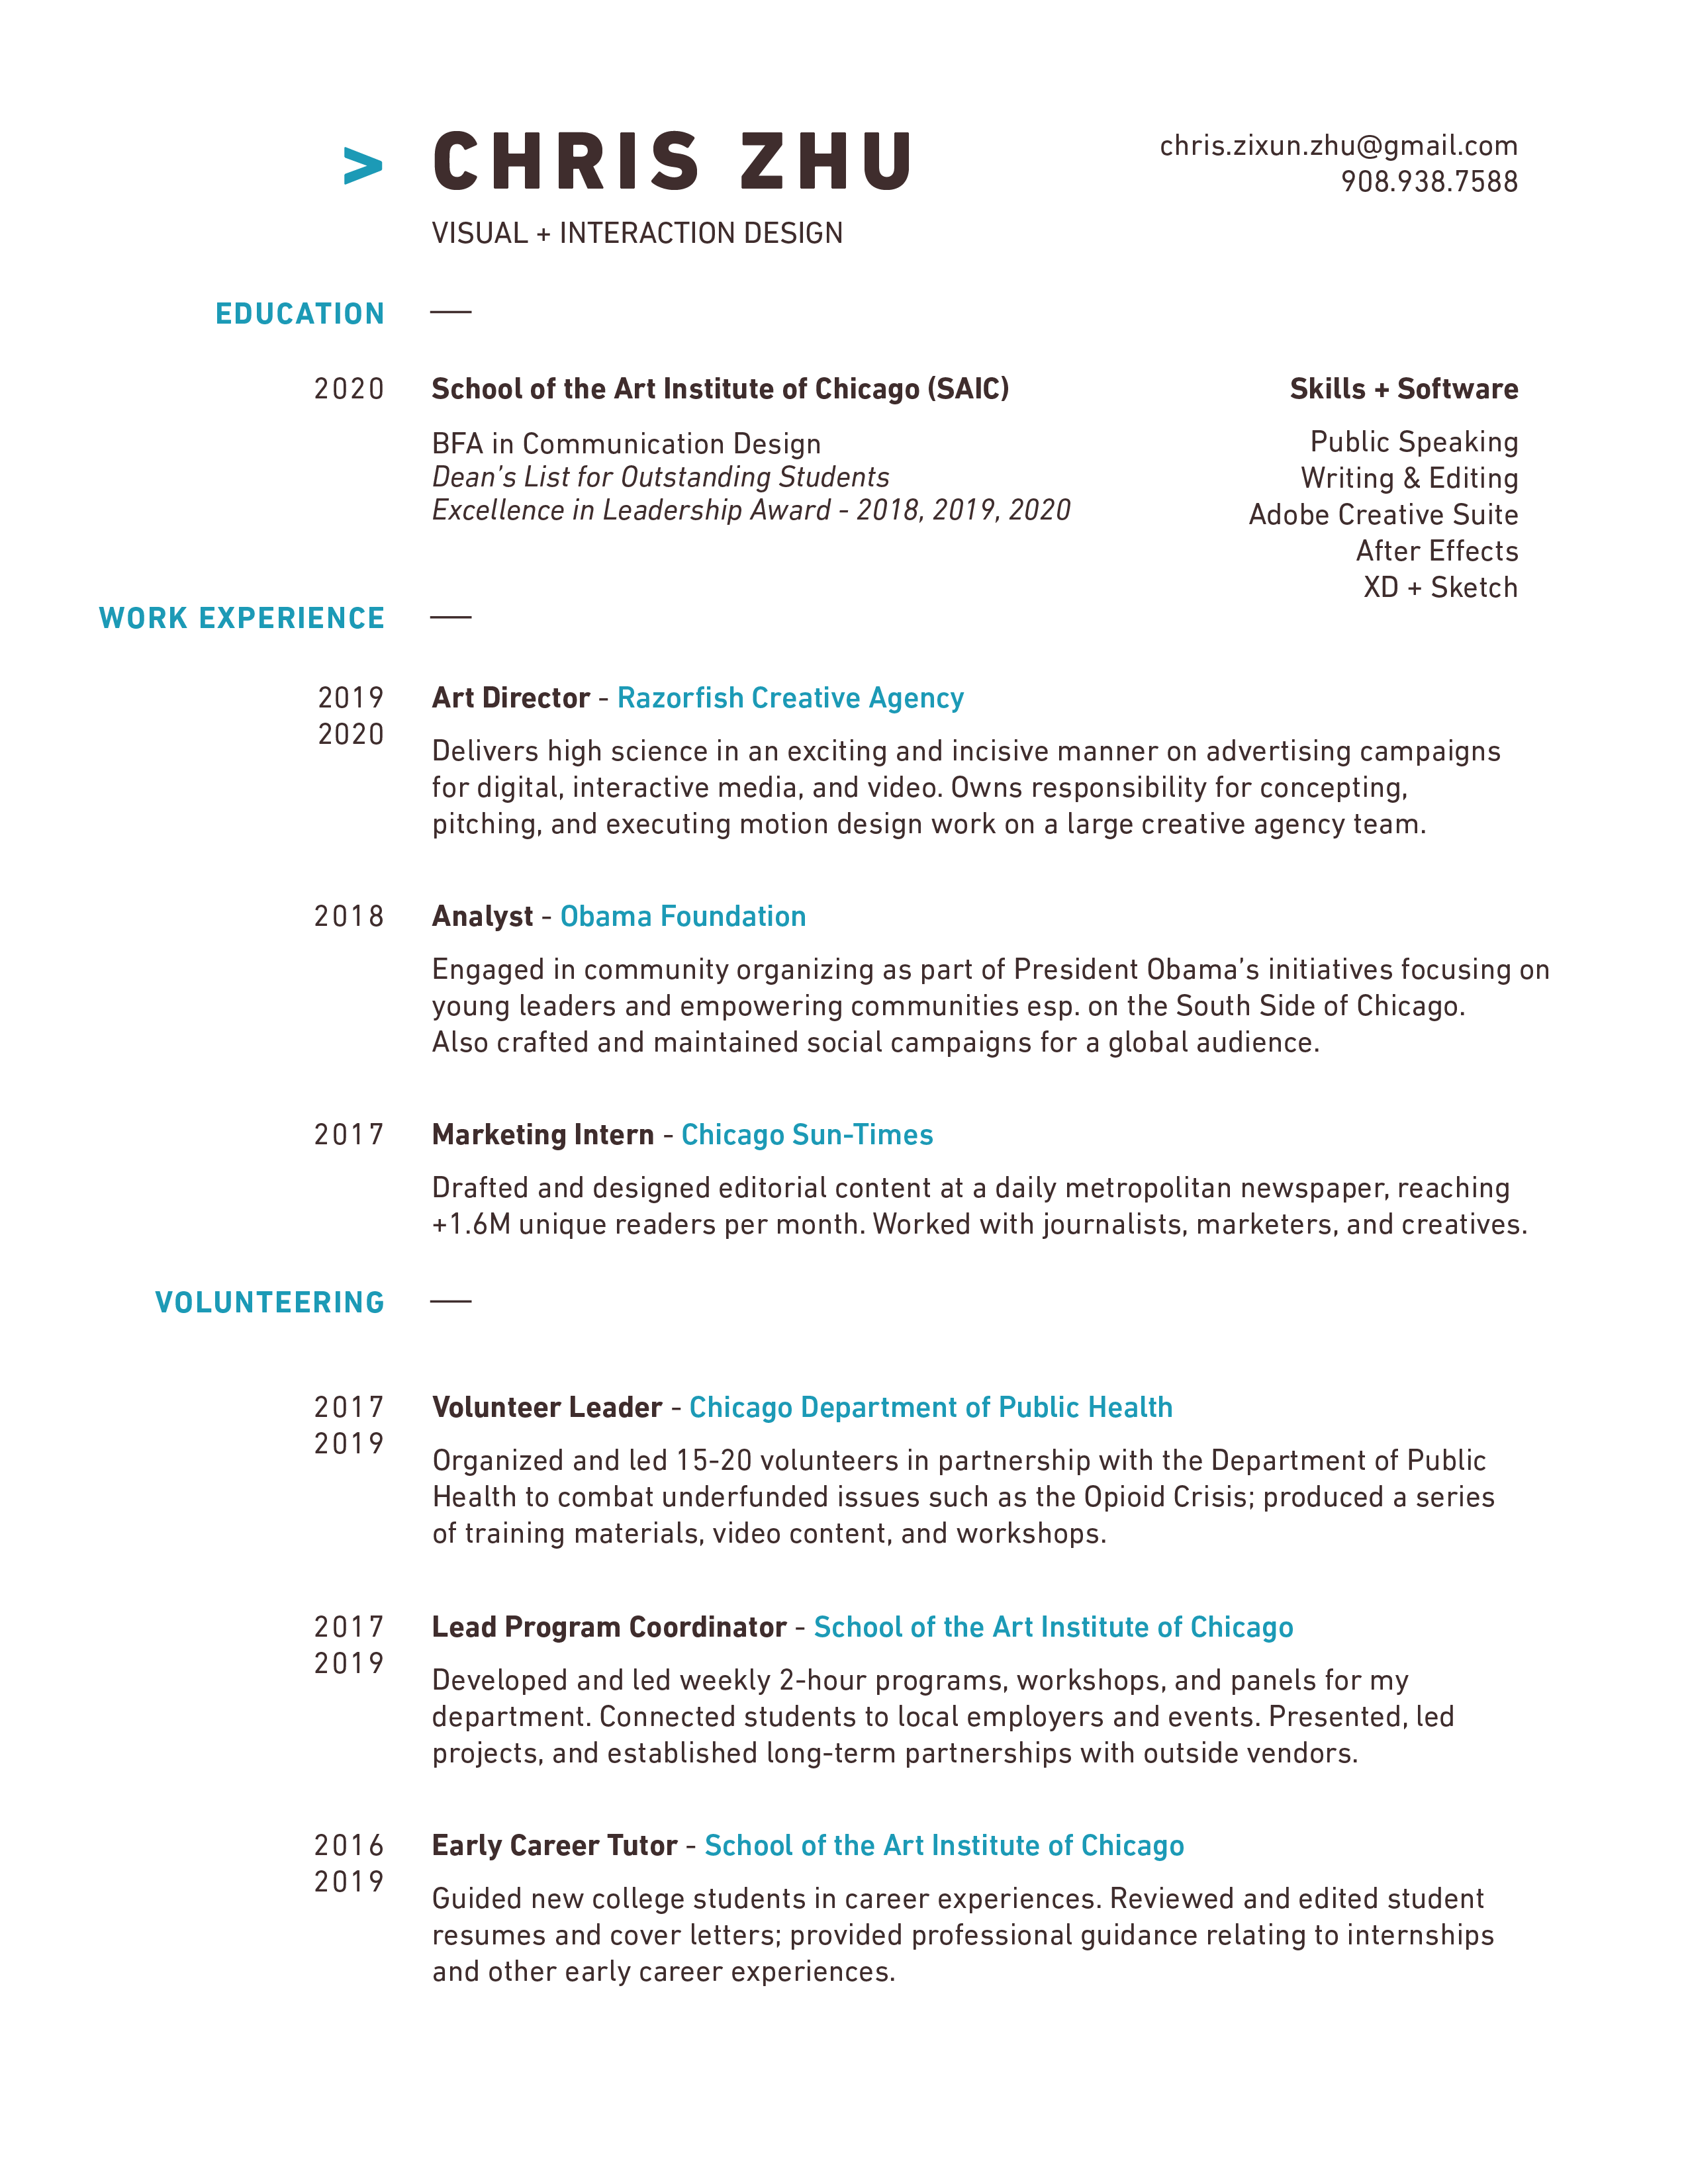 > CHRIS ZHU
VISUAL + INTERACTION DESIGN
chris.zixun.zhu@gmail.com
908.938.7588
EDUCATION —
2020 School of the Art Institute of Chicago (SAIC)
BFA in Communication Design
Dean’s List for Outstanding Students
Excellence in Leadership Award - 2018, 2019, 2020
Skills + Software
Public Speaking
Writing & Editing
Adobe Creative Suite
After Effects
XD + Sketch
WORK EXPERIENCE —
2019
2020
Art Director - Razorfish Creative Agency
Delivers high science in an exciting and incisive manner on advertising campaigns
for digital, interactive media, and video. Owns responsibility for concepting,
pitching, and executing motion design work on a large creative agency team.
2018 Analyst - Obama Foundation
Engaged in community organizing as part of President Obama’s initiatives focusing on
young leaders and empowering communities esp. on the South Side of Chicago.
Also crafted and maintained social campaigns for a global audience.
2017 Marketing Intern - Chicago Sun-Times
Drafted and designed editorial content at a daily metropolitan newspaper, reaching
+1.6M unique readers per month. Worked with journalists, marketers, and creatives.
VOLUNTEERING —
2017
2019
Volunteer Leader - Chicago Department of Public Health
Organized and led 15-20 volunteers in partnership with the Department of Public
Health to combat underfunded issues such as the Opioid Crisis; produced a series
of training materials, video content, and workshops.
2017
2019
Lead Program Coordinator - School of the Art Institute of Chicago
Developed and led weekly 2-hour programs, workshops, and panels for my
department. Connected students to local employers and events. Presented, led
projects, and established long-term partnerships with outside vendors.
2016
2019
Early Career Tutor - School of the Art Institute of Chicago
Guided new college students in career experiences. Reviewed and edited student
resumes and cover letters; provided professional guidance relating to internships
and other early career experiences.